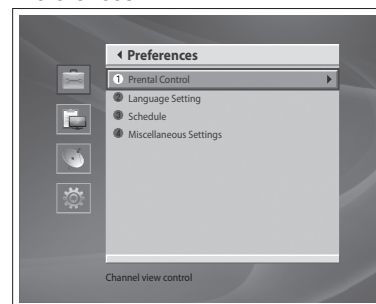 Preferences
1 Prental Control
2 Language Setting
3 Schedule
4 Miscellaneous Settings
Channel view control